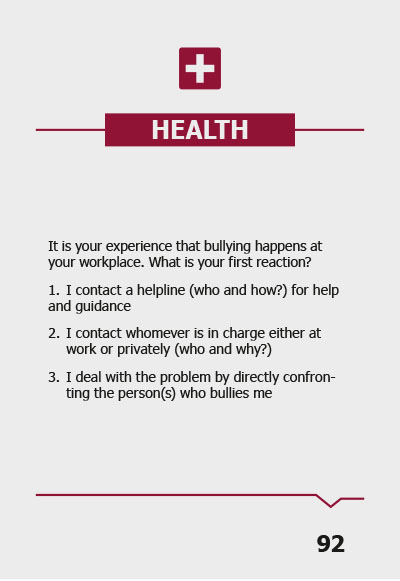 HEALTH
It is your experience that bullying happens at
your workplace. What is your first reaction?
1. I contact a helpline (who and how?) for help
and guidance
2. I contact whomever is in charge either at
work or privately (who and why?)
3. I deal with the problem by directly confron-
ting the person(s) who bullies me
92